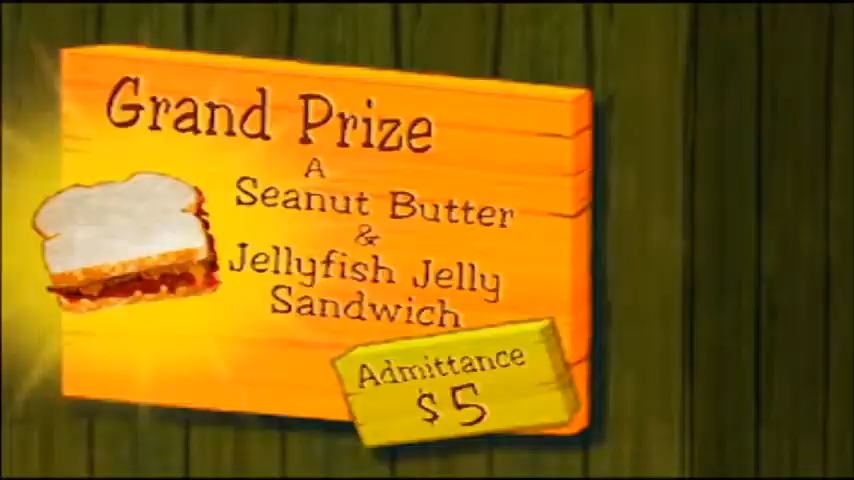 Grand Prize
A
Seanut Butter
&
Jellyfish Jelly
Sandwich
Admittance
$5